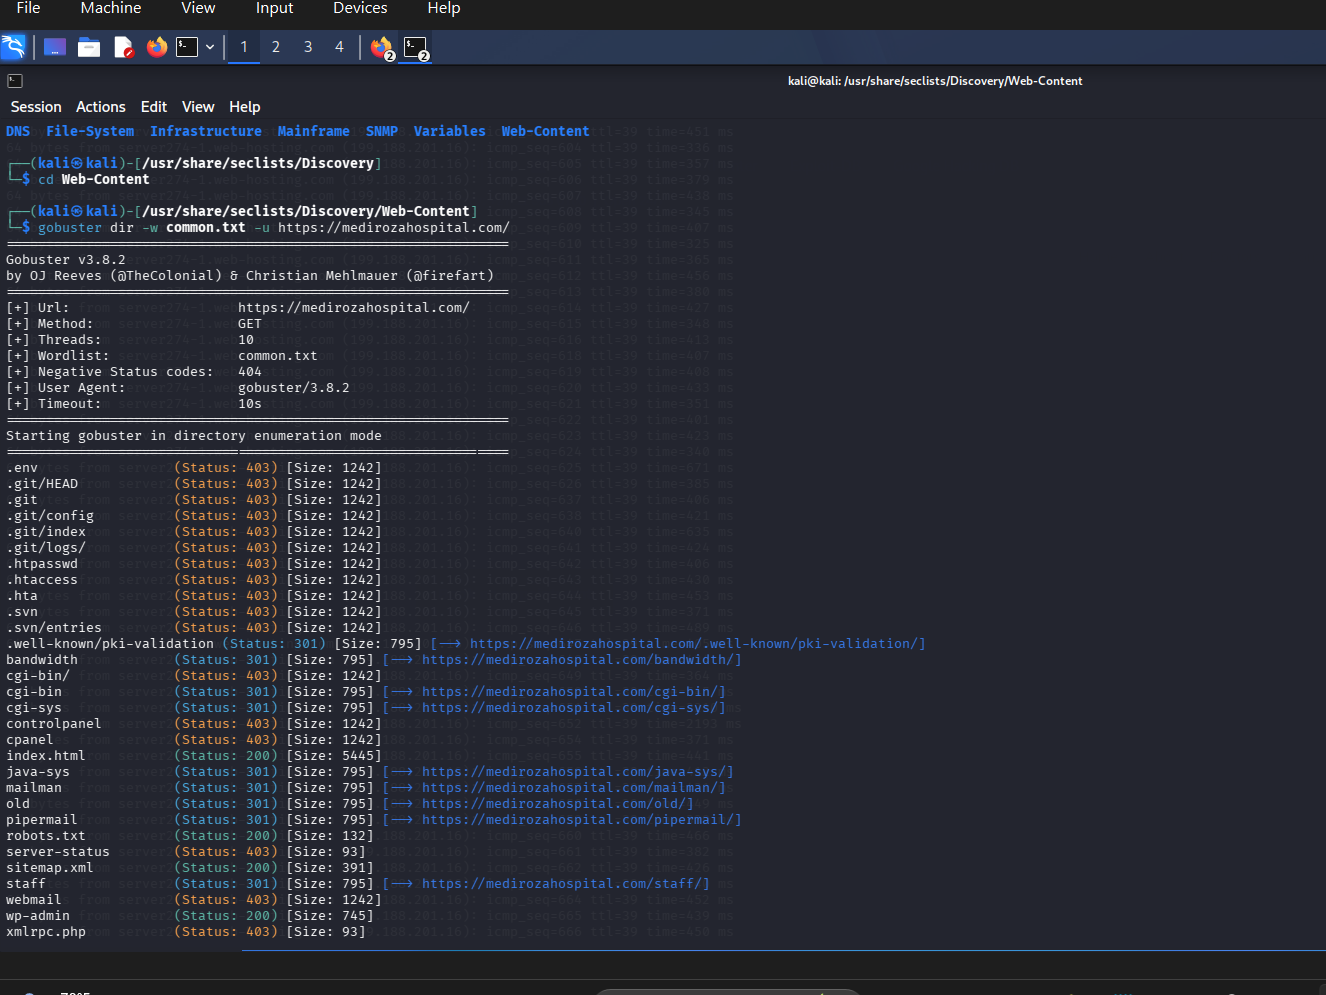 File Machine View Input Devices Help
1 2 3 4 2 2
kali@kali: /usr/share/seclists/Discovery/Web-Content
Session Actions Edit View Help
DNS File-System Infrastructure Mainframe SNMP Variables Web-Content
┌──(kali㉿kali)-[/usr/share/seclists/Discovery]
└─$ cd Web-Content
┌──(kali㉿kali)-[/usr/share/seclists/Discovery/Web-Content]
└─$ gobuster dir -w common.txt -u https://medirozahospital.com/
===============================================================
Gobuster v3.8.2
by OJ Reeves (@TheColonial) & Christian Mehlmauer (@firefart)
===============================================================
[+] Url: https://medirozahospital.com/
[+] Method: GET
[+] Threads: 10
[+] Wordlist: common.txt
[+] Negative Status codes: 404
[+] User Agent: gobuster/3.8.2
[+] Timeout: 10s
===============================================================
Starting gobuster in directory enumeration mode
===============================================================
.env (Status: 403) [Size: 1242]
.git/HEAD (Status: 403) [Size: 1242]
.git (Status: 403) [Size: 1242]
.git/config (Status: 403) [Size: 1242]
.git/index (Status: 403) [Size: 1242]
.git/logs/ (Status: 403) [Size: 1242]
.htpasswd (Status: 403) [Size: 1242]
.htaccess (Status: 403) [Size: 1242]
.hta (Status: 403) [Size: 1242]
.svn (Status: 403) [Size: 1242]
.svn/entries (Status: 403) [Size: 1242]
.well-known/pki-validation (Status: 301) [Size: 795] [--> https://medirozahospital.com/.well-known/pki-validation/]
bandwidth (Status: 301) [Size: 795] [--> https://medirozahospital.com/bandwidth/]
cgi-bin/ (Status: 403) [Size: 1242]
cgi-bin (Status: 301) [Size: 795] [--> https://medirozahospital.com/cgi-bin/]
cgi-sys (Status: 301) [Size: 795] [--> https://medirozahospital.com/cgi-sys/]
controlpanel (Status: 403) [Size: 1242]
cpanel (Status: 403) [Size: 1242]
index.html (Status: 200) [Size: 5445]
java-sys (Status: 301) [Size: 795] [--> https://medirozahospital.com/java-sys/]
mailman (Status: 301) [Size: 795] [--> https://medirozahospital.com/mailman/]
old (Status: 301) [Size: 795] [--> https://medirozahospital.com/old/]
pipermail (Status: 301) [Size: 795] [--> https://medirozahospital.com/pipermail/]
robots.txt (Status: 200) [Size: 132]
server-status (Status: 403) [Size: 93]
sitemap.xml (Status: 200) [Size: 391]
staff (Status: 301) [Size: 795] [--> https://medirozahospital.com/staff/]
webmail (Status: 403) [Size: 1242]
wp-admin (Status: 200) [Size: 745]
xmlrpc.php (Status: 403) [Size: 93]